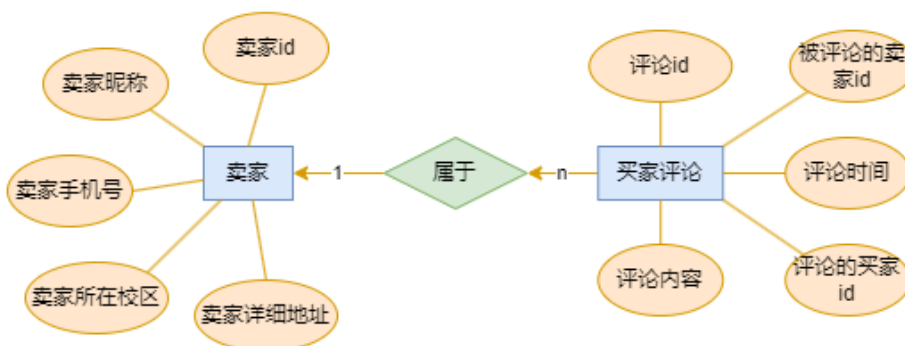 卖家id
卖家昵称
卖家手机号
卖家所在校区
卖家详细地址
卖家
1
属于
n
买家评论
评论id
被评论的卖
家id
评论时间
评论的买家
id
评论内容